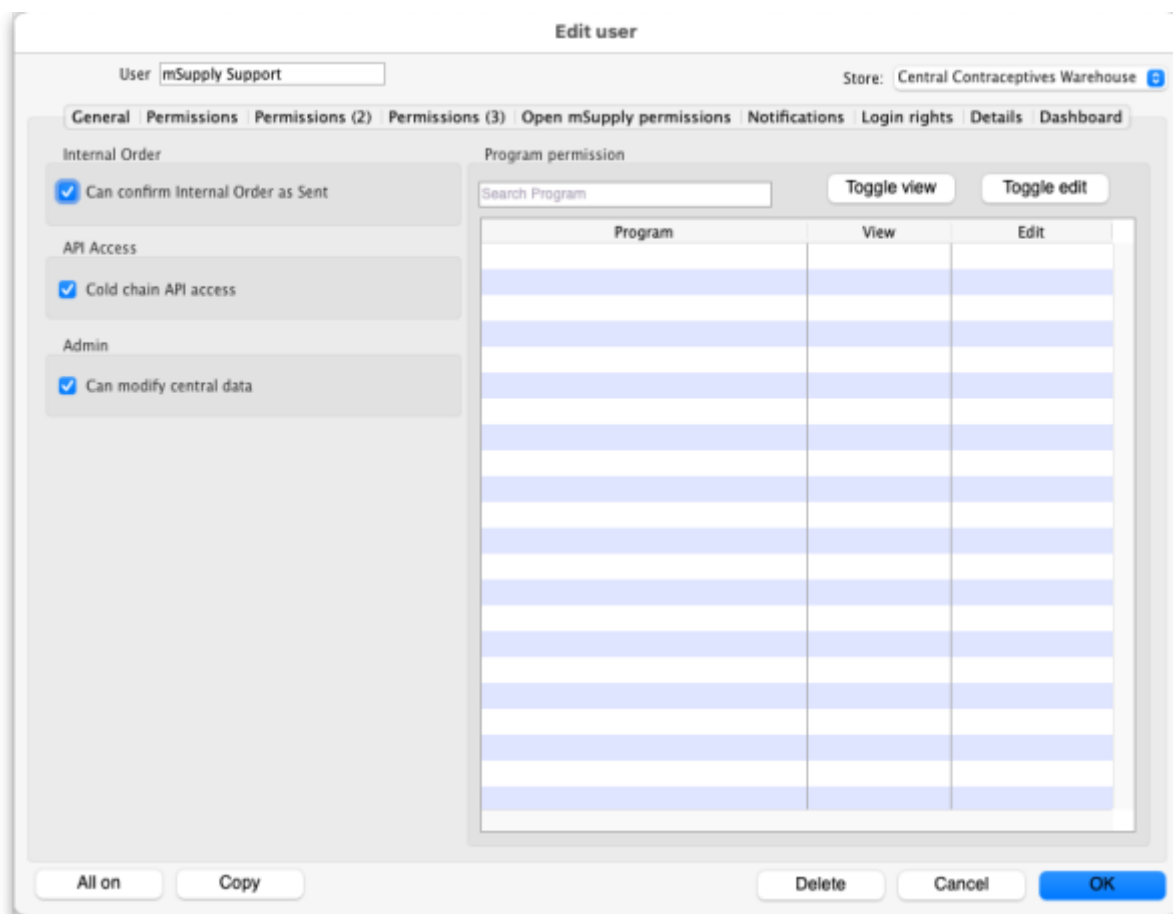 Edit user
User mSupply Support
Store: Central Contraceptives Warehouse
General Permissions Permissions (2) Permissions (3) Open mSupply permissions Notifications Login rights Details Dashboard
Internal Order
Can confirm Internal Order as Sent
API Access
Cold chain API access
Admin
Can modify central data
Program permission
Search Program
Toggle view Toggle edit
Program View Edit
All on Copy Delete Cancel OK